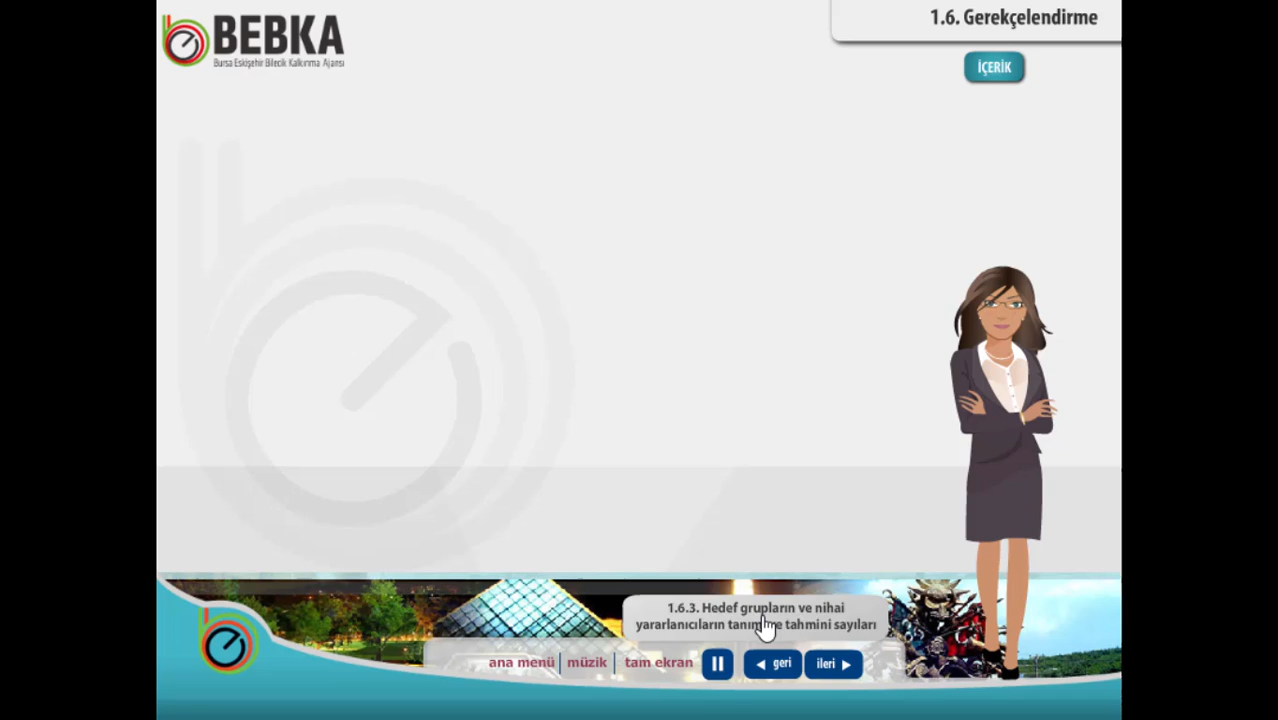 BEBKA
Bursa Eskişehir Bilecik Kalkınma Ajansı
1.6. Gerekçelendirme
İÇERİK
1.6.3. Hedef grupların ve nihai
yararlanıcıların tahmini sayıları
ana menü
müzik
tam ekran
geri
ileri